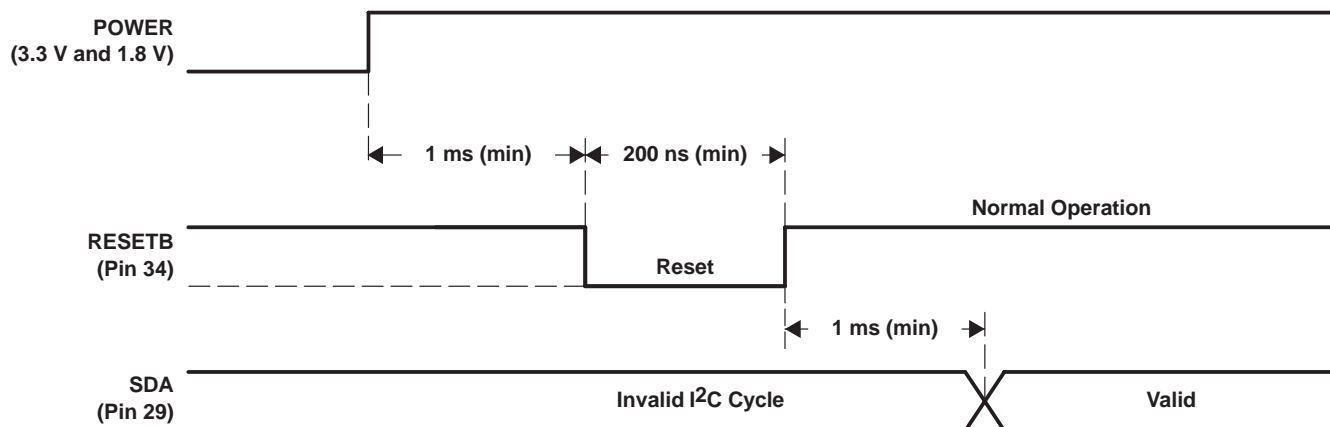 POWER
(3.3 V and 1.8 V)
1 ms (min)
200 ns (min)
Normal Operation
RESETB
(Pin 34)
Reset
1 ms (min)
SDA
(Pin 29)
Invalid I²C Cycle
Valid